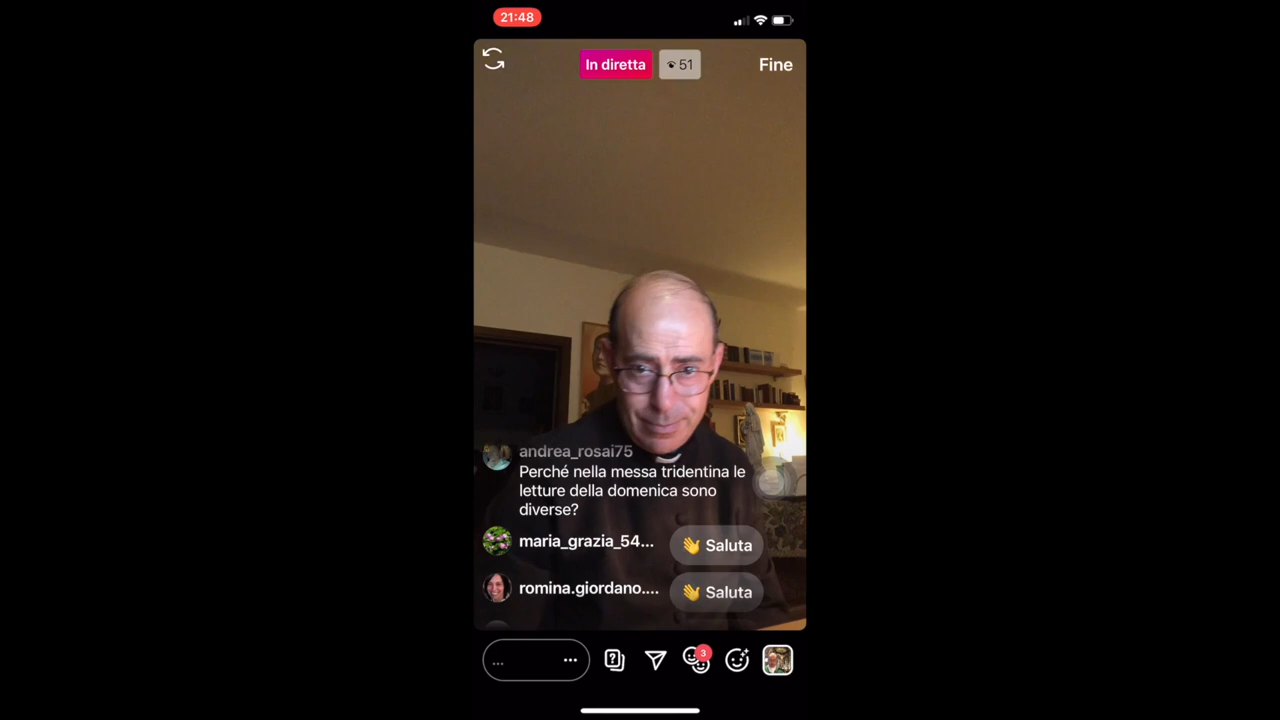 21:48
In diretta
51
Fine
andrea_rosai75
Perché nella messa tridentina le
letture della domenica sono
diverse?
maria_grazia_54...
👋 Saluta
romina.giordano....
👋 Saluta
...
3